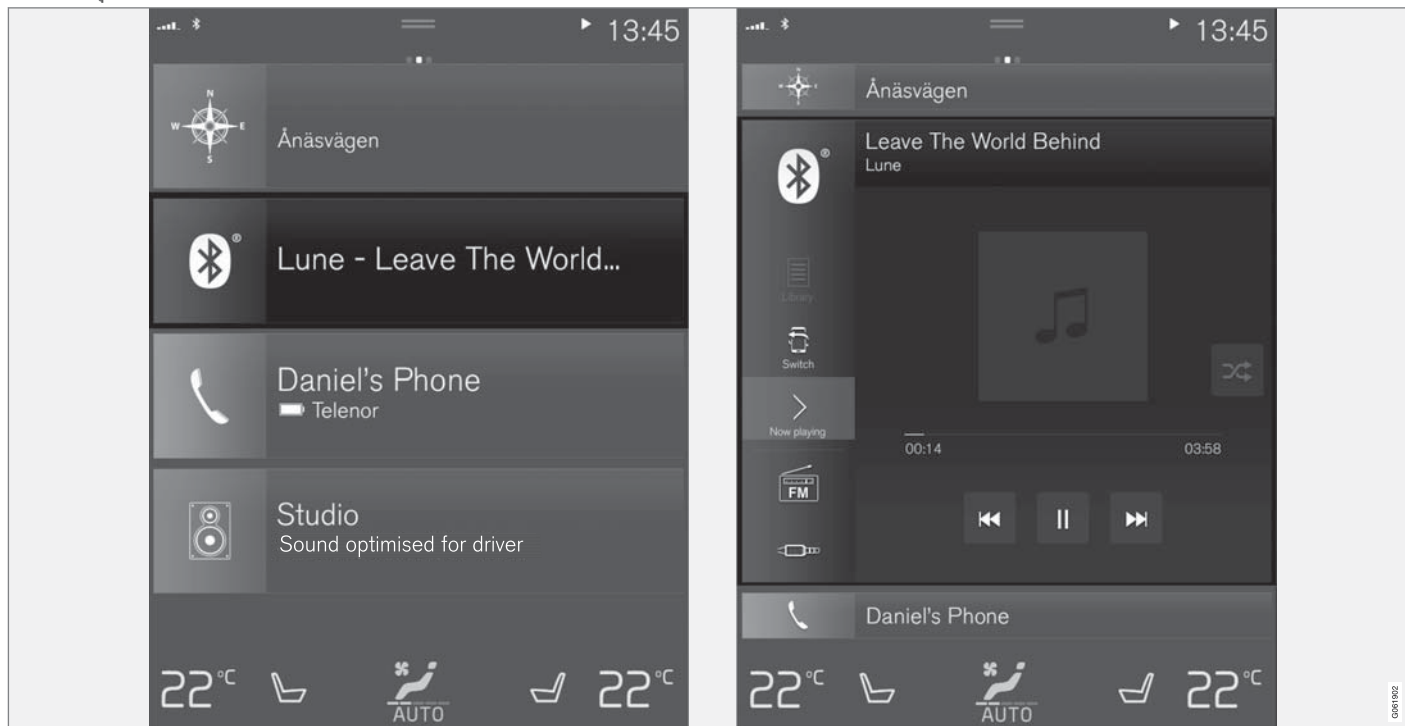 13:45
N
W E
S
Ånäsvägen
®
Lune - Leave The World...
Daniel's Phone
Telenor
Studio
Sound optimised for driver
22°C
AUTO
22°C
13:45
Ånäsvägen
®
Leave The World Behind
Lune
Library
Switch
Now playing
00:14
03:58
FM
Daniel's Phone
22°C
AUTO
22°C
G061902